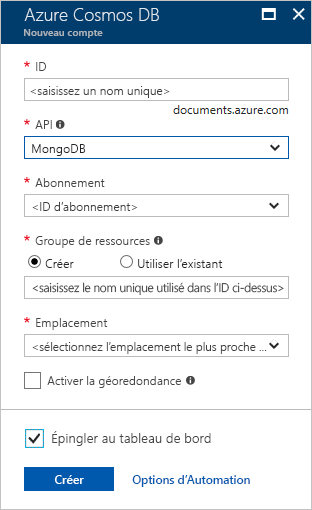 Azure Cosmos DB
Nouveau compte
* ID
<saisissez un nom unique>
documents.azure.com
* API
MongoDB
* Abonnement
<ID d'abonnement>
* Groupe de ressources
Créer Utiliser l'existant
<saisissez le nom unique utilisé dans l'ID ci-dessus>
* Emplacement
<sélectionnez l'emplacement le plus proche ...
Activer la géoredondance
Épingler au tableau de bord
Créer Options d'Automation